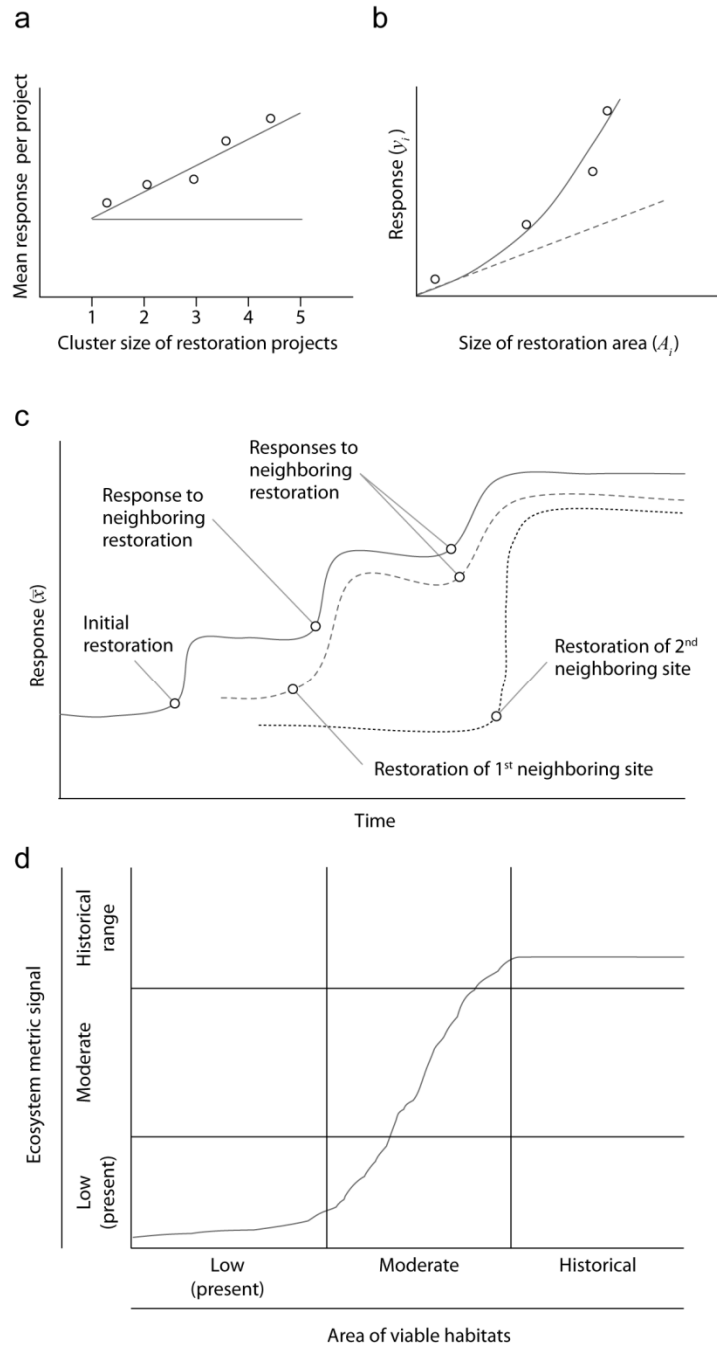 a
Mean response per project
1 2 3 4 5
Cluster size of restoration projects
b
Response (yᵢ)
Size of restoration area (Aᵢ)
c
Response (x̄)
Initial
restoration
Response to
neighboring
restoration
Responses to
neighboring
restoration
Restoration of 2nd
neighboring site
Restoration of 1st neighboring site
Time
d
Ecosystem metric signal
Historical
range
Moderate
Low
(present)
Low
(present)
Moderate
Historical
Area of viable habitats